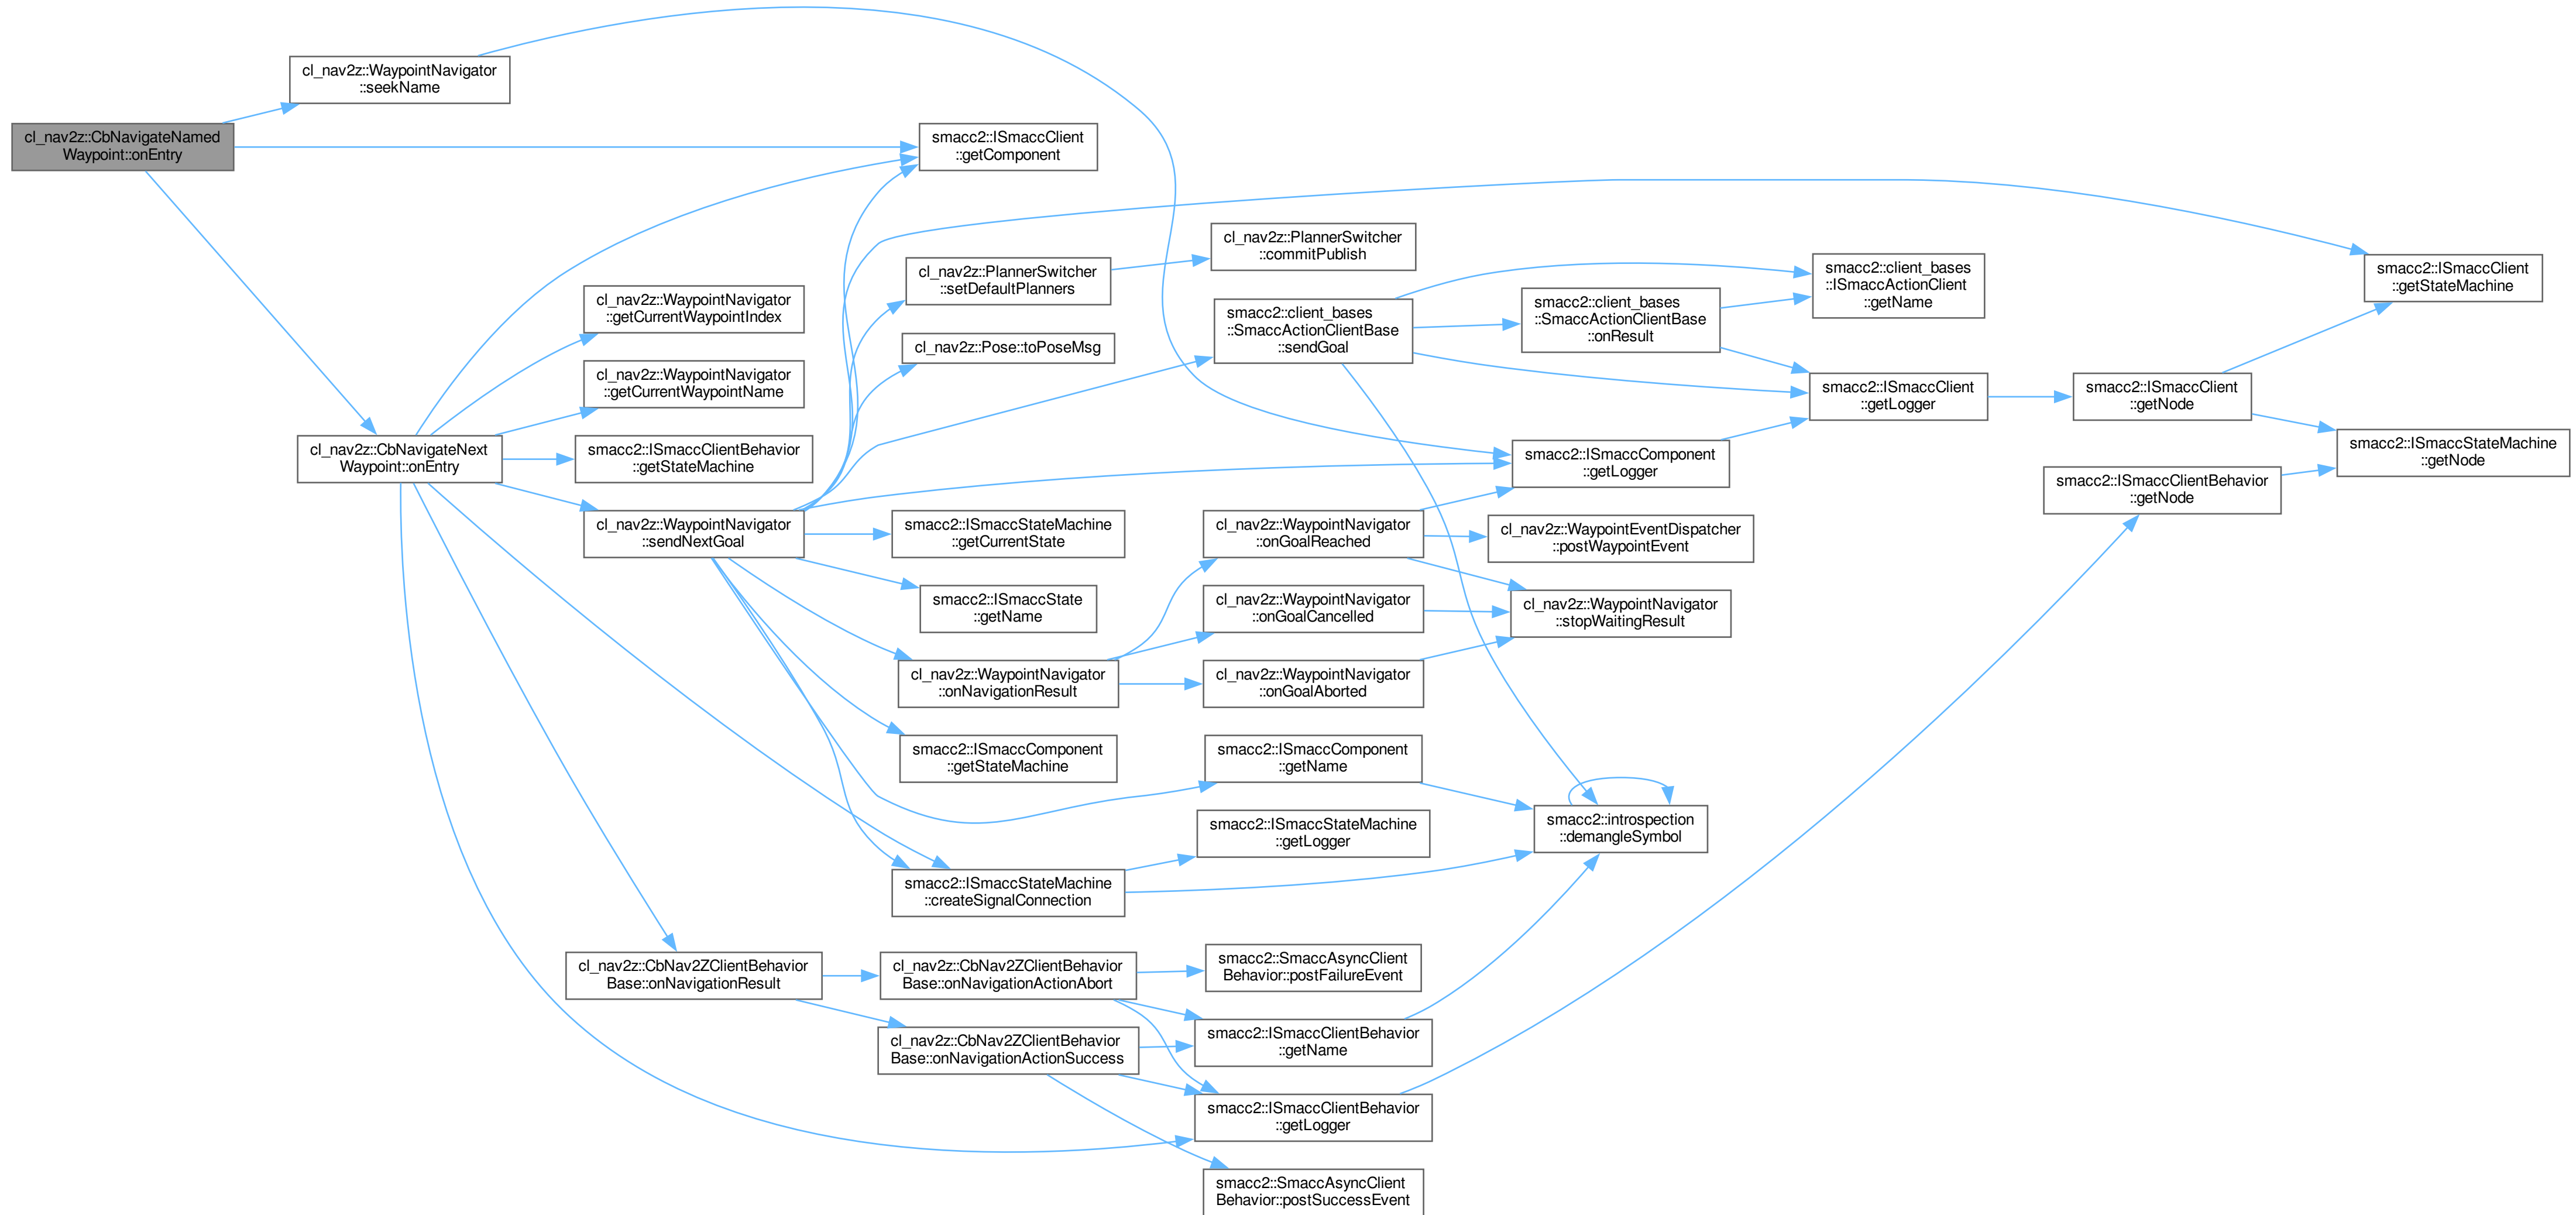 cl_nav2z::WaypointNavigator
::seekName
cl_nav2z::CbNavigateNamed
Waypoint::onEntry
smacc2::ISmaccClient
::getComponent
cl_nav2z::PlannerSwitcher
::commitPublish
cl_nav2z::PlannerSwitcher
::setDefaultPlanners
smacc2::client_bases
::ISmaccActionClient
::getName
smacc2::ISmaccClient
::getStateMachine
cl_nav2z::WaypointNavigator
::getCurrentWaypointIndex
smacc2::client_bases
::SmaccActionClientBase
::sendGoal
smacc2::client_bases
::SmaccActionClientBase
::onResult
cl_nav2z::Pose::toPoseMsg
cl_nav2z::WaypointNavigator
::getCurrentWaypointName
smacc2::ISmaccClient
::getLogger
smacc2::ISmaccClient
::getNode
cl_nav2z::CbNavigateNext
Waypoint::onEntry
smacc2::ISmaccClientBehavior
::getStateMachine
smacc2::ISmaccComponent
::getLogger
smacc2::ISmaccStateMachine
::getNode
smacc2::ISmaccClientBehavior
::getNode
cl_nav2z::WaypointNavigator
::sendNextGoal
smacc2::ISmaccStateMachine
::getCurrentState
cl_nav2z::WaypointNavigator
::onGoalReached
cl_nav2z::WaypointEventDispatcher
::postWaypointEvent
smacc2::ISmaccState
::getName
cl_nav2z::WaypointNavigator
::onGoalCancelled
cl_nav2z::WaypointNavigator
::stopWaitingResult
cl_nav2z::WaypointNavigator
::onNavigationResult
cl_nav2z::WaypointNavigator
::onGoalAborted
smacc2::ISmaccComponent
::getStateMachine
smacc2::ISmaccComponent
::getName
smacc2::ISmaccStateMachine
::getLogger
smacc2::introspection
::demangleSymbol
smacc2::ISmaccStateMachine
::createSignalConnection
cl_nav2z::CbNav2ZClientBehavior
Base::onNavigationResult
cl_nav2z::CbNav2ZClientBehavior
Base::onNavigationActionAbort
smacc2::SmaccAsyncClient
Behavior::postFailureEvent
cl_nav2z::CbNav2ZClientBehavior
Base::onNavigationActionSuccess
smacc2::ISmaccClientBehavior
::getName
smacc2::ISmaccClientBehavior
::getLogger
smacc2::SmaccAsyncClient
Behavior::postSuccessEvent